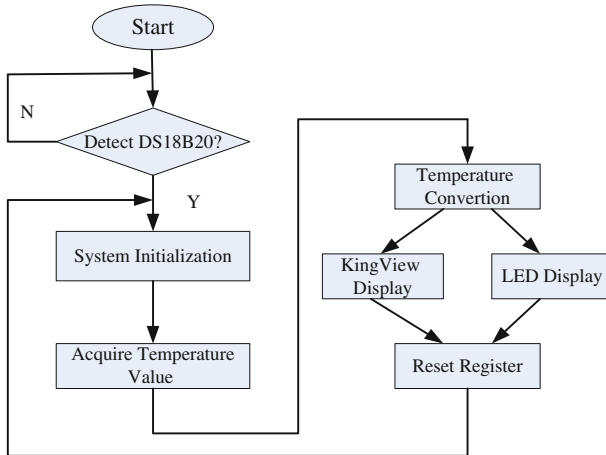 Start
N
Detect DS18B20?
Y
System Initialization
Acquire Temperature
Value
Temperature
Convertion
KingView
Display
LED Display
Reset Register